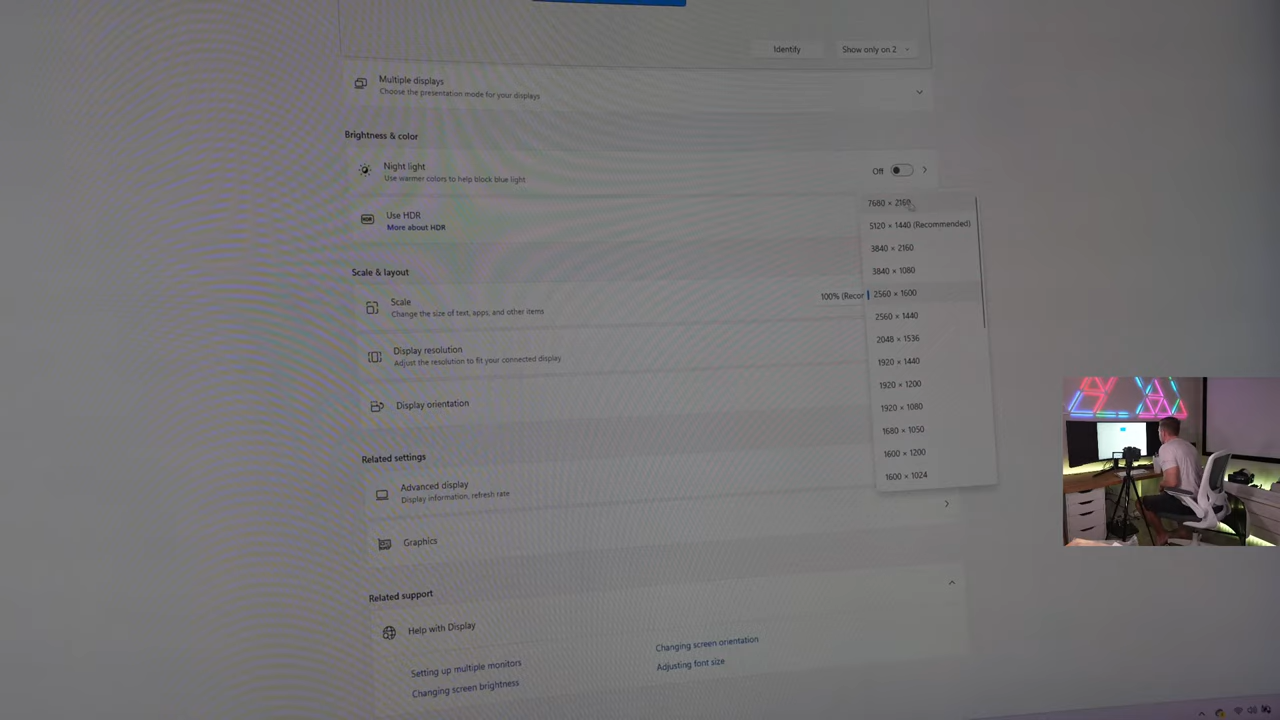 Identify
Show only on 2
Multiple displays
Choose the presentation mode for your displays
Brightness & color
Night light
Use warmer colors to help block blue light
Off
Use HDR
More about HDR
7680 × 2160
5120 × 1440 (Recommended)
3840 × 2160
3840 × 1080
2560 × 1600
2560 × 1440
2048 × 1536
1920 × 1440
1920 × 1200
1920 × 1080
1680 × 1050
1600 × 1200
1600 × 1024
Scale & layout
Scale
Change the size of text, apps, and other items
100% (Recor
Display resolution
Adjust the resolution to fit your connected display
Display orientation
Related settings
Advanced display
Display information, refresh rate
Graphics
Related support
Help with Display
Setting up multiple monitors
Changing screen orientation
Changing screen brightness
Adjusting font size